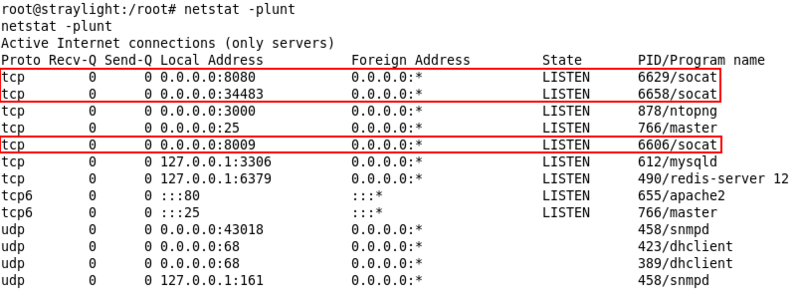 root@straylight:/root# netstat -plunt
netstat -plunt
Active Internet connections (only servers)
Proto Recv-Q Send-Q Local Address           Foreign Address         State       PID/Program name
tcp        0      0 0.0.0.0:8080            0.0.0.0:*               LISTEN      6629/socat
tcp        0      0 0.0.0.0:34483           0.0.0.0:*               LISTEN      6658/socat
tcp        0      0 0.0.0.0:3000            0.0.0.0:*               LISTEN      878/ntopng
tcp        0      0 0.0.0.0:25              0.0.0.0:*               LISTEN      766/master
tcp        0      0 0.0.0.0:8009            0.0.0.0:*               LISTEN      6606/socat
tcp        0      0 127.0.0.1:3306          0.0.0.0:*               LISTEN      612/mysqld
tcp        0      0 127.0.0.1:6379          0.0.0.0:*               LISTEN      490/redis-server 12
tcp6       0      0 :::80                   :::*                    LISTEN      655/apache2
tcp6       0      0 :::25                   :::*                    LISTEN      766/master
udp        0      0 0.0.0.0:43018           0.0.0.0:*                           458/snmpd
udp        0      0 0.0.0.0:68              0.0.0.0:*                           423/dhclient
udp        0      0 0.0.0.0:68              0.0.0.0:*                           389/dhclient
udp        0      0 127.0.0.1:161           0.0.0.0:*                           458/snmpd